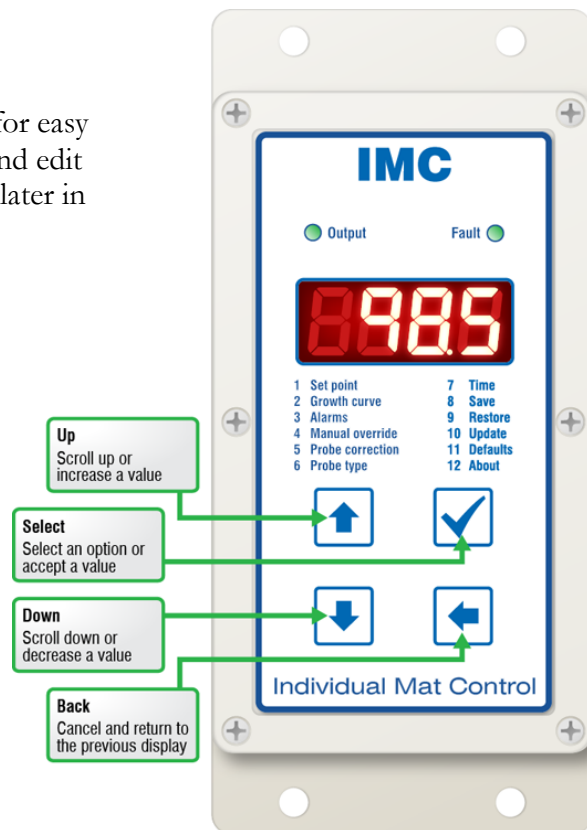 for easy
nd edit
later in
IMC
Output
Fault
98.5
1 Set point
2 Growth curve
3 Alarms
4 Manual override
5 Probe correction
6 Probe type
7 Time
8 Save
9 Restore
10 Update
11 Defaults
12 About
Up
Scroll up or
increase a value
Select
Select an option or
accept a value
Down
Scroll down or
decrease a value
Back
Cancel and return to
the previous display
Individual Mat Control